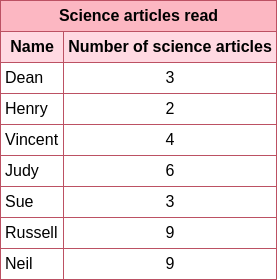 Science articles read
Name Number of science articles
Dean 3
Henry 2
Vincent 4
Judy 6
Sue 3
Russell 9
Neil 9